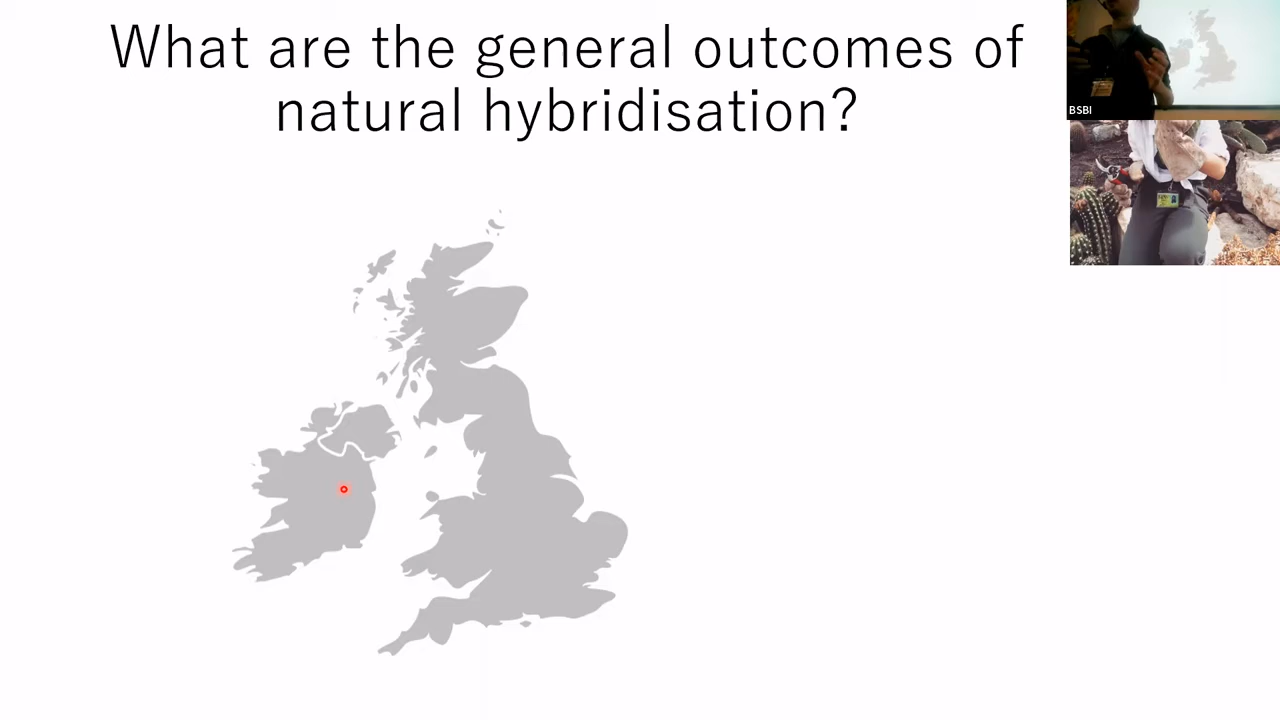 What are the general outcomes of
natural hybridisation?
BSBI